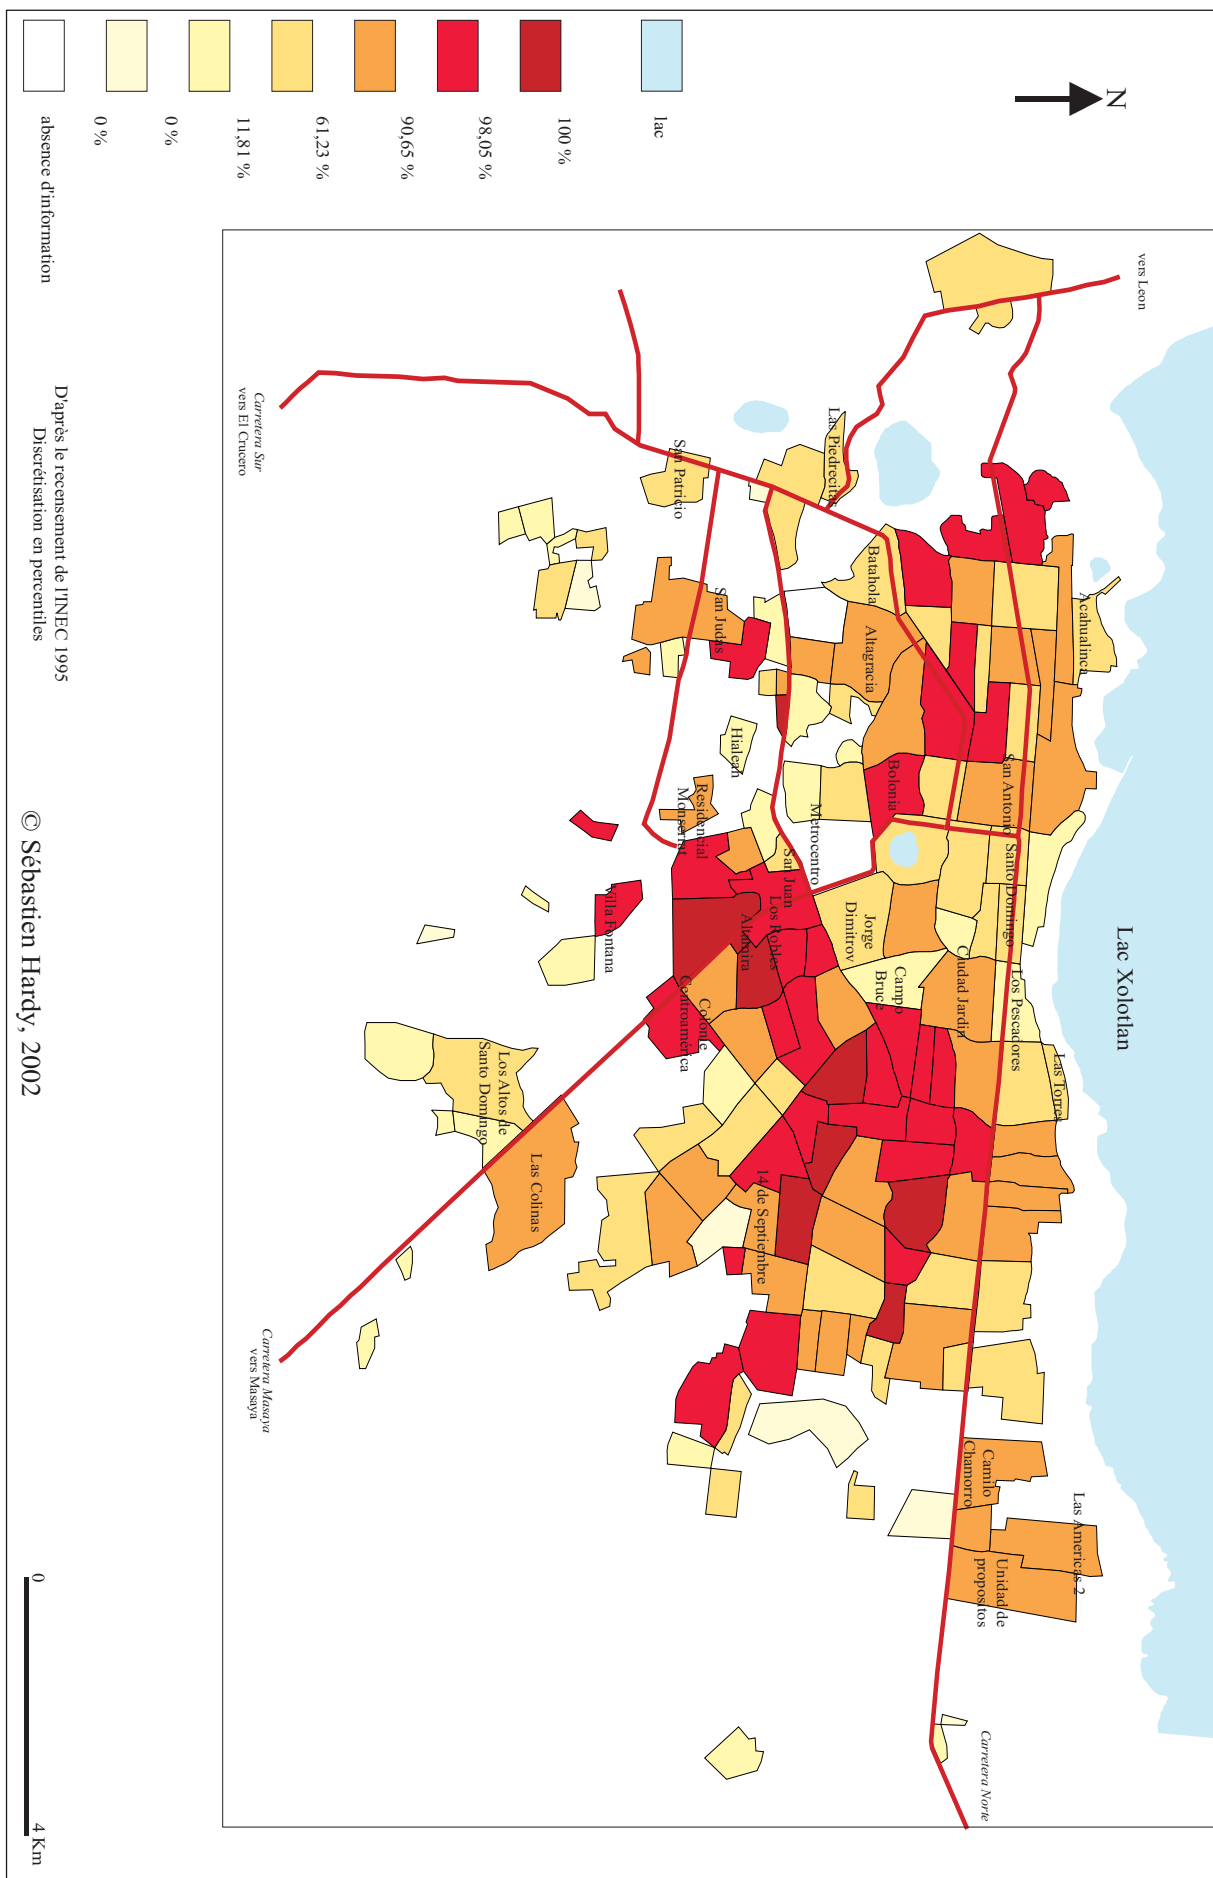 N
lac
100 %
98,05 %
90,65 %
61,23 %
11,81 %
0 %
0 %
absence d'information
D'après le recensement de l'INEC 1995
Discrétisation en percentiles
© Sébastien Hardy, 2002
0
4 Km
vers Leon
Lac Xolotlan
Acahualinca
Las Piedrecitas
Batahola
Altagracia
San Patricio
San Judas
Carretera Sur
vers El Crucero
Hialeah
Bolonia
San Antonio
Santo Domingo
Los Pescadores
Las Torres
Metrocentro
San Juan
Los Robles
Altamira
Residencial
Monserrat
Villa Fontana
Jorge
Dimitrov
Campo
Bruce
Ciudad Jardin
Colonie
Centroamérica
Los Altos de
Santo Domingo
Las Colinas
14 de Septiembre
Carretera Masaya
vers Masaya
Camilo
Chamorro
Las Americas 2
Unidad de
propositos
Carretera Norte